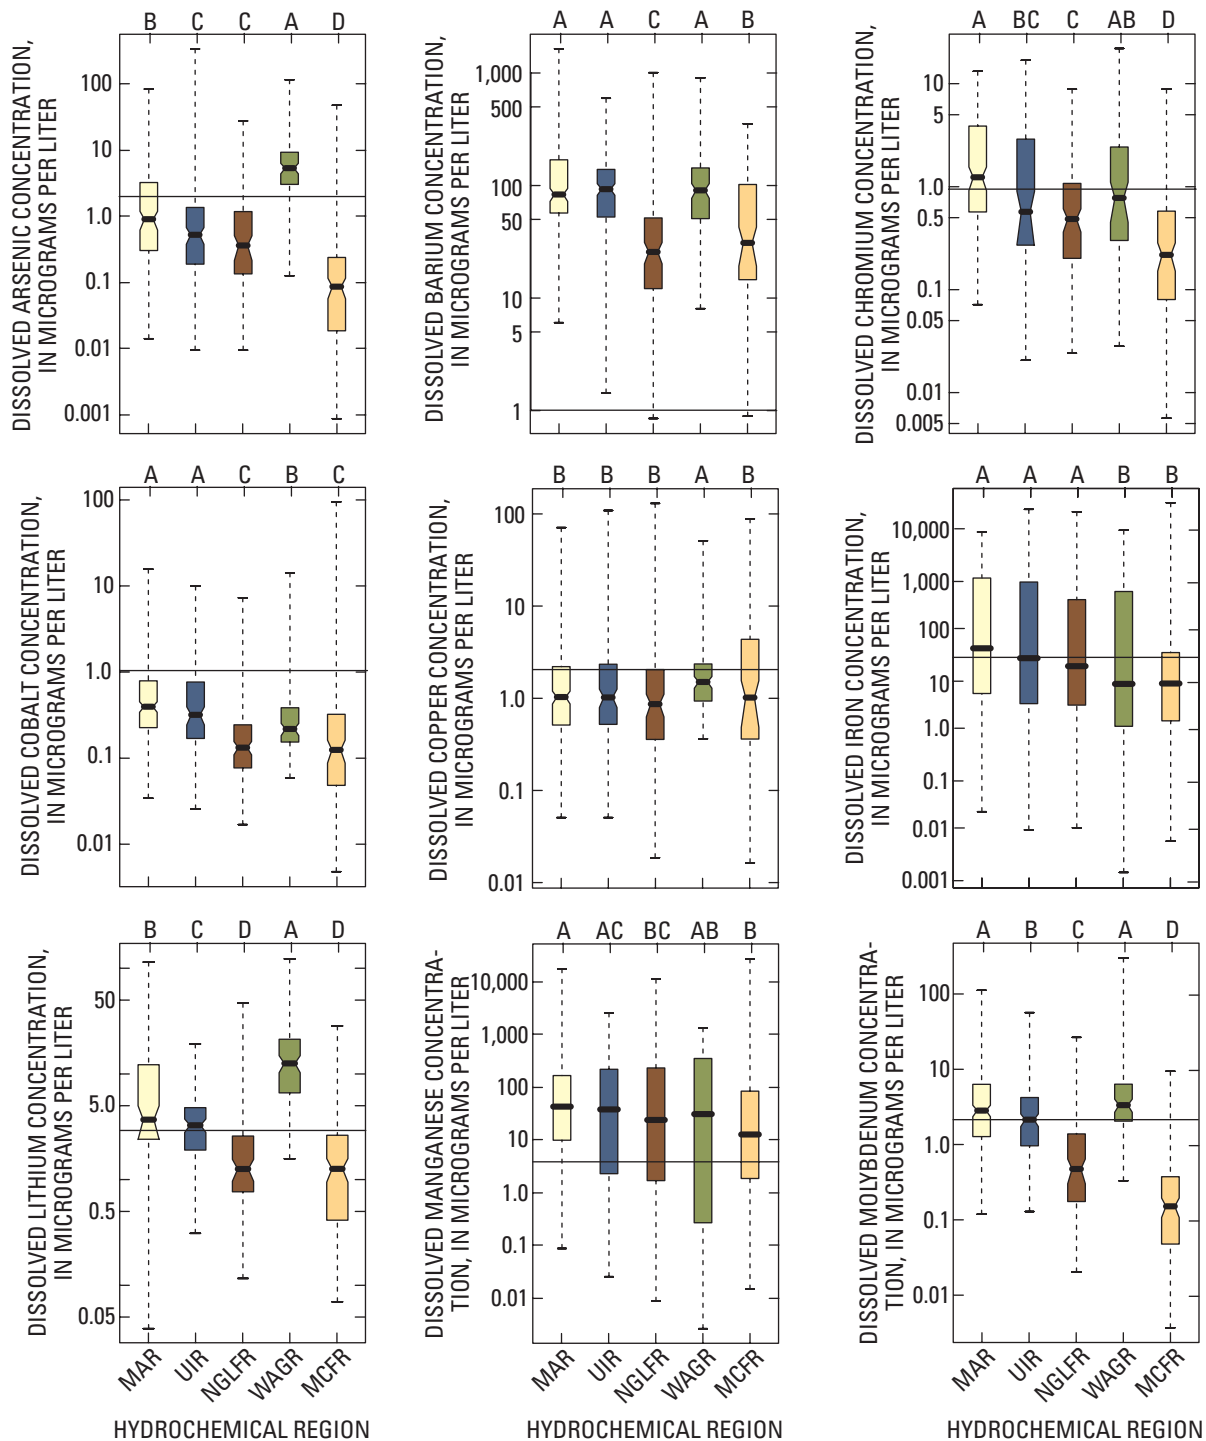 B C C A D
DISSOLVED ARSENIC CONCENTRATION,
IN MICROGRAMS PER LITER
100
10
1.0
0.1
0.01
0.001
A A C A B
DISSOLVED BARIUM CONCENTRATION,
IN MICROGRAMS PER LITER
1,000
500
100
50
10
5
1
A BC C AB D
DISSOLVED CHROMIUM CONCENTRATION,
IN MICROGRAMS PER LITER
10
5
1.0
0.5
0.1
0.05
0.01
0.005
A A C B C
DISSOLVED COBALT CONCENTRATION,
IN MICROGRAMS PER LITER
100
10
1.0
0.1
0.01
B B B A B
DISSOLVED COPPER CONCENTRATION,
IN MICROGRAMS PER LITER
100
10
1.0
0.1
0.01
A A A B B
DISSOLVED IRON CONCENTRATION,
IN MICROGRAMS PER LITER
10,000
1,000
100
10
1.0
0.1
0.01
0.001
B C D A D
DISSOLVED LITHIUM CONCENTRATION,
IN MICROGRAMS PER LITER
50
5.0
0.5
0.05
MAR UIR NGLFR WAGR MCFR
HYDROCHEMICAL REGION
A AC BC AB B
DISSOLVED MANGANESE CONCENTRA-
TION, IN MICROGRAMS PER LITER
10,000
1,000
100
10
1.0
0.1
0.01
MAR UIR NGLFR WAGR MCFR
HYDROCHEMICAL REGION
A B C A D
DISSOLVED MOLYBDENUM CONCENTRA-
TION, IN MICROGRAMS PER LITER
100
10
1.0
0.1
0.01
MAR UIR NGLFR WAGR MCFR
HYDROCHEMICAL REGION